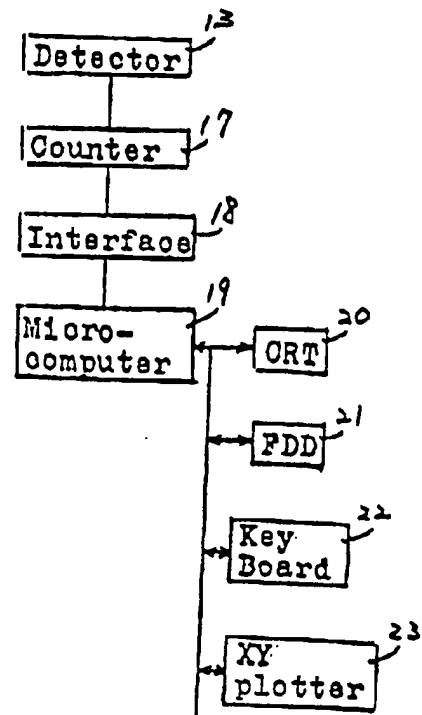 13
Detector
17
Counter
18
Interface
19
Micro-
computer
20
CRT
21
FDD
22
Key
Board
23
XY
plotter